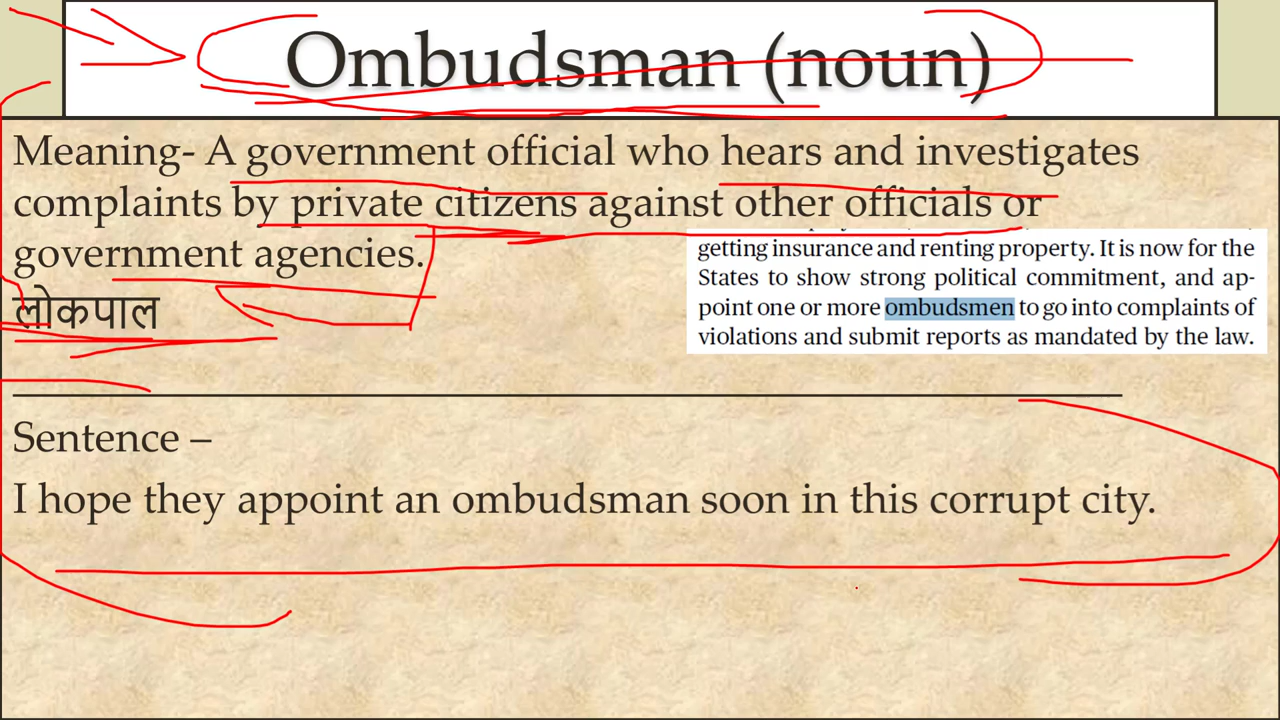 Ombudsman (noun)
Meaning- A government official who hears and investigates
complaints by private citizens against other officials or
government agencies.
लोकपाल
getting insurance and renting property. It is now for the
States to show strong political commitment, and ap-
point one or more ombudsmen to go into complaints of
violations and submit reports as mandated by the law.
Sentence –
I hope they appoint an ombudsman soon in this corrupt city.